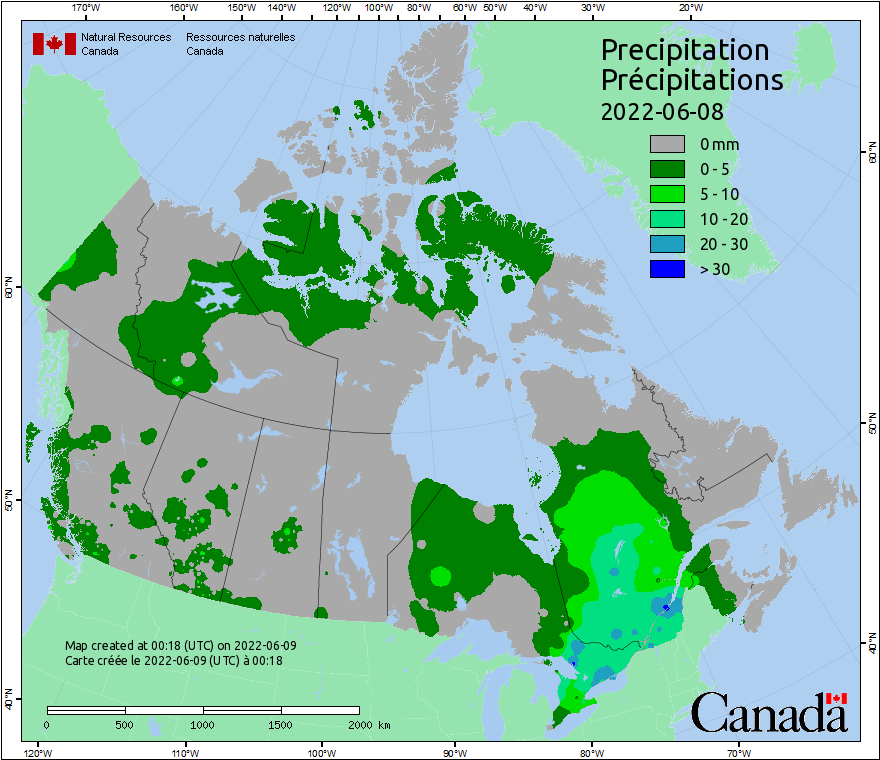 170°W 160°W 150°W 140°W 120°W 100°W 80°W 60°W 50°W 40°W 30°W 20°W
Natural Resources Ressources naturelles
Canada Canada
Precipitation
Précipitations
2022-06-08
0 mm
0 - 5
5 - 10
10 - 20
20 - 30
> 30
60°N
50°N
40°N
60°N
50°N
40°N
Map created at 00:18 (UTC) on 2022-06-09
Carte créée le 2022-06-09 (UTC) à 00:18
0 500 1000 1500 2000 km
Canada
120°W 110°W 100°W 90°W 80°W 70°W